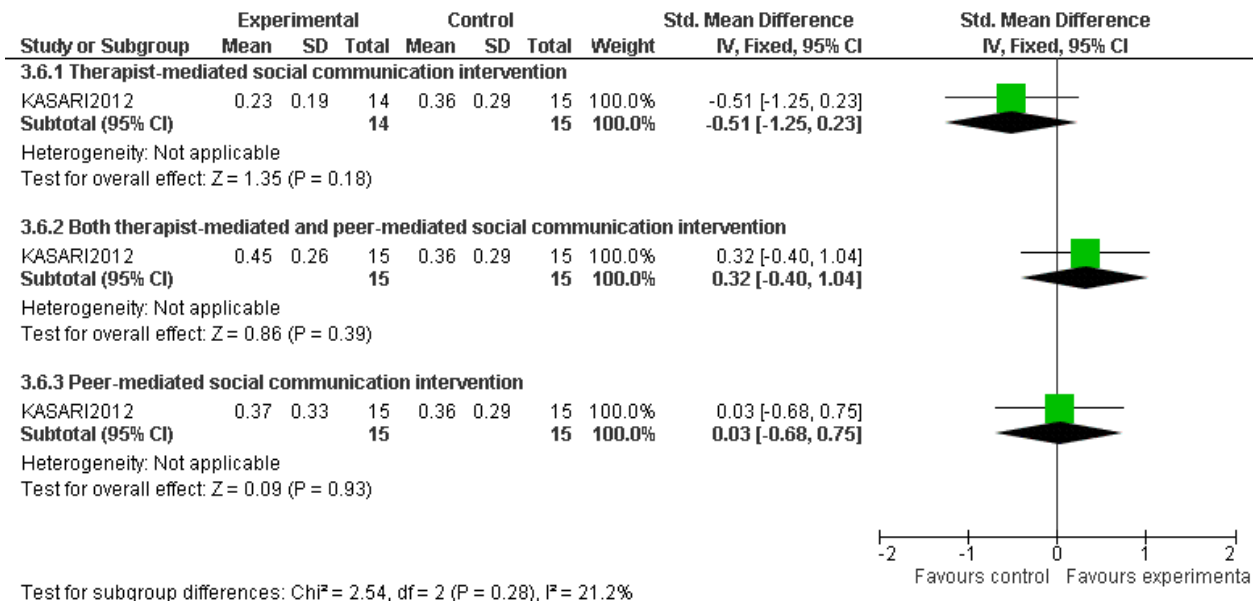 Experimental Control Std. Mean Difference Std. Mean Difference
Study or Subgroup Mean SD Total Mean SD Total Weight IV, Fixed, 95% CI IV, Fixed, 95% CI
3.6.1 Therapist-mediated social communication intervention
KASARI2012 0.23 0.19 14 0.36 0.29 15 100.0% -0.51 [-1.25, 0.23]
Subtotal (95% CI) 14 15 100.0% -0.51 [-1.25, 0.23]
Heterogeneity: Not applicable
Test for overall effect: Z = 1.35 (P = 0.18)
3.6.2 Both therapist-mediated and peer-mediated social communication intervention
KASARI2012 0.45 0.26 15 0.36 0.29 15 100.0% 0.32 [-0.40, 1.04]
Subtotal (95% CI) 15 15 100.0% 0.32 [-0.40, 1.04]
Heterogeneity: Not applicable
Test for overall effect: Z = 0.86 (P = 0.39)
3.6.3 Peer-mediated social communication intervention
KASARI2012 0.37 0.33 15 0.36 0.29 15 100.0% 0.03 [-0.68, 0.75]
Subtotal (95% CI) 15 15 100.0% 0.03 [-0.68, 0.75]
Heterogeneity: Not applicable
Test for overall effect: Z = 0.09 (P = 0.93)
-2 -1 0 1 2
Favours control Favours experimenta
Test for subgroup differences: Chi² = 2.54, df = 2 (P = 0.28), I² = 21.2%